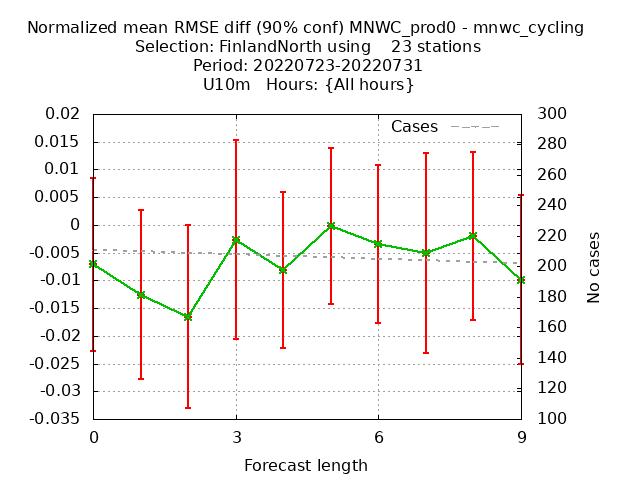 Normalized mean RMSE diff (90% conf) MNWC_prod0 - mnwc_cycling
Selection: FinlandNorth using 23 stations
Period: 20220723-20220731
U10m Hours: {All hours}
0.02 300
Cases
0.015 280
0.01 260
0.005 240
0 220
-0.005 200
-0.01 180
-0.015 160
-0.02 140
-0.025 120
-0.03 100
-0.035
No cases
0 3 6 9
Forecast length